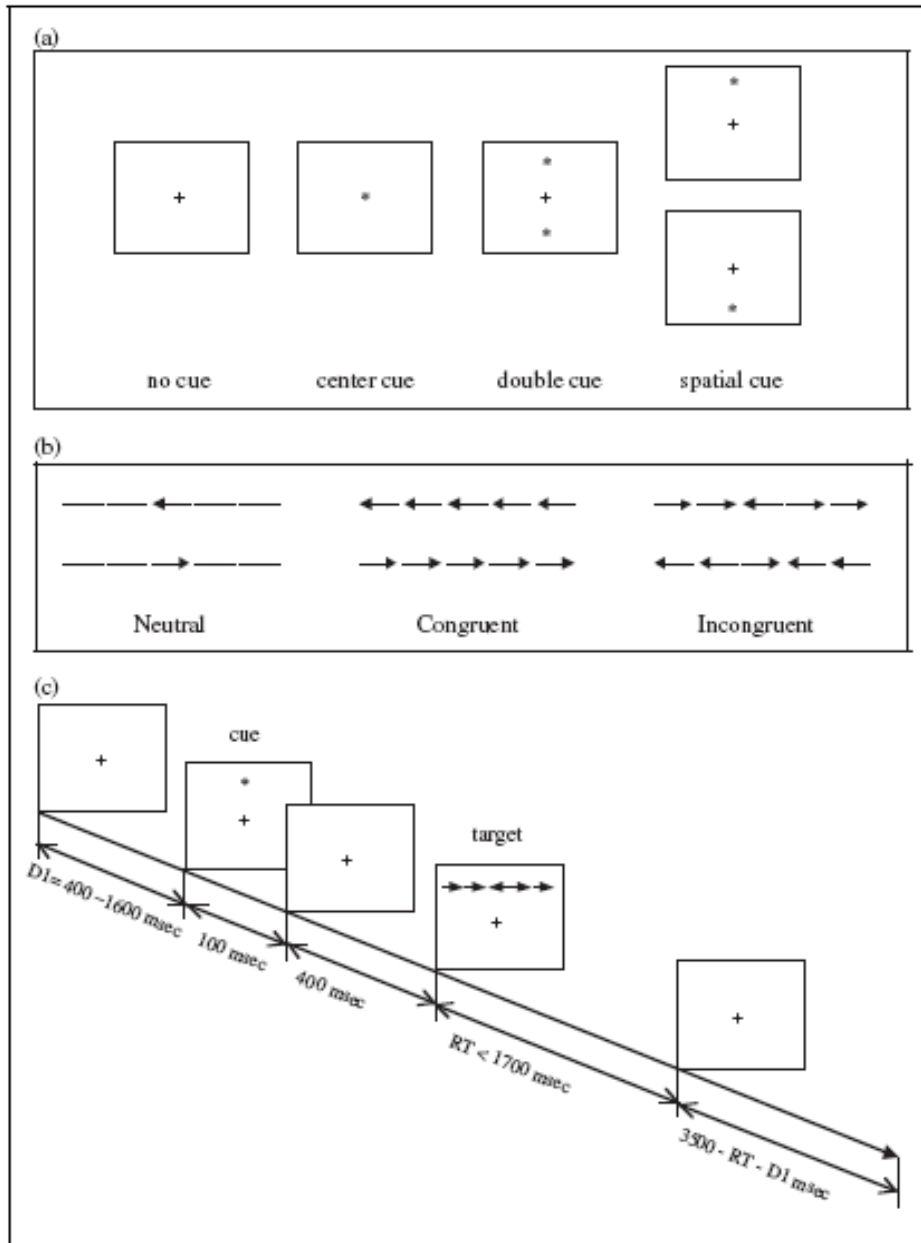 (a)
no cue center cue double cue spatial cue
(b)
Neutral Congruent Incongruent
(c)
cue
target
D1= 400 -1600 msec
100 msec
400 msec
RT < 1700 msec
3500 - RT - D1 msec